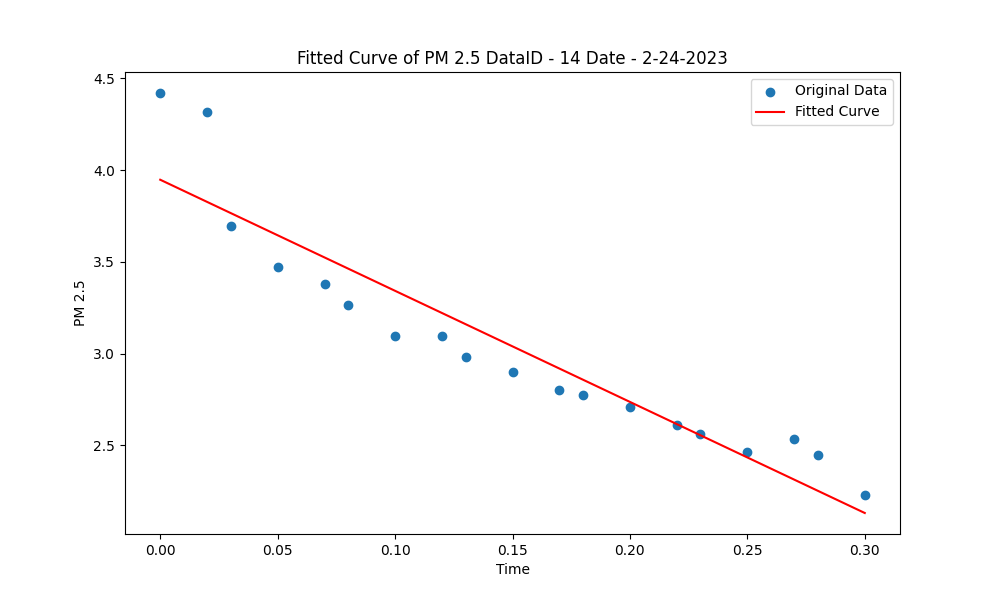 Fitted Curve of PM 2.5 DataID - 14 Date - 2-24-2023
Original Data
Fitted Curve
4.5
4.0
3.5
3.0
2.5
PM 2.5
0.00 0.05 0.10 0.15 0.20 0.25 0.30
Time